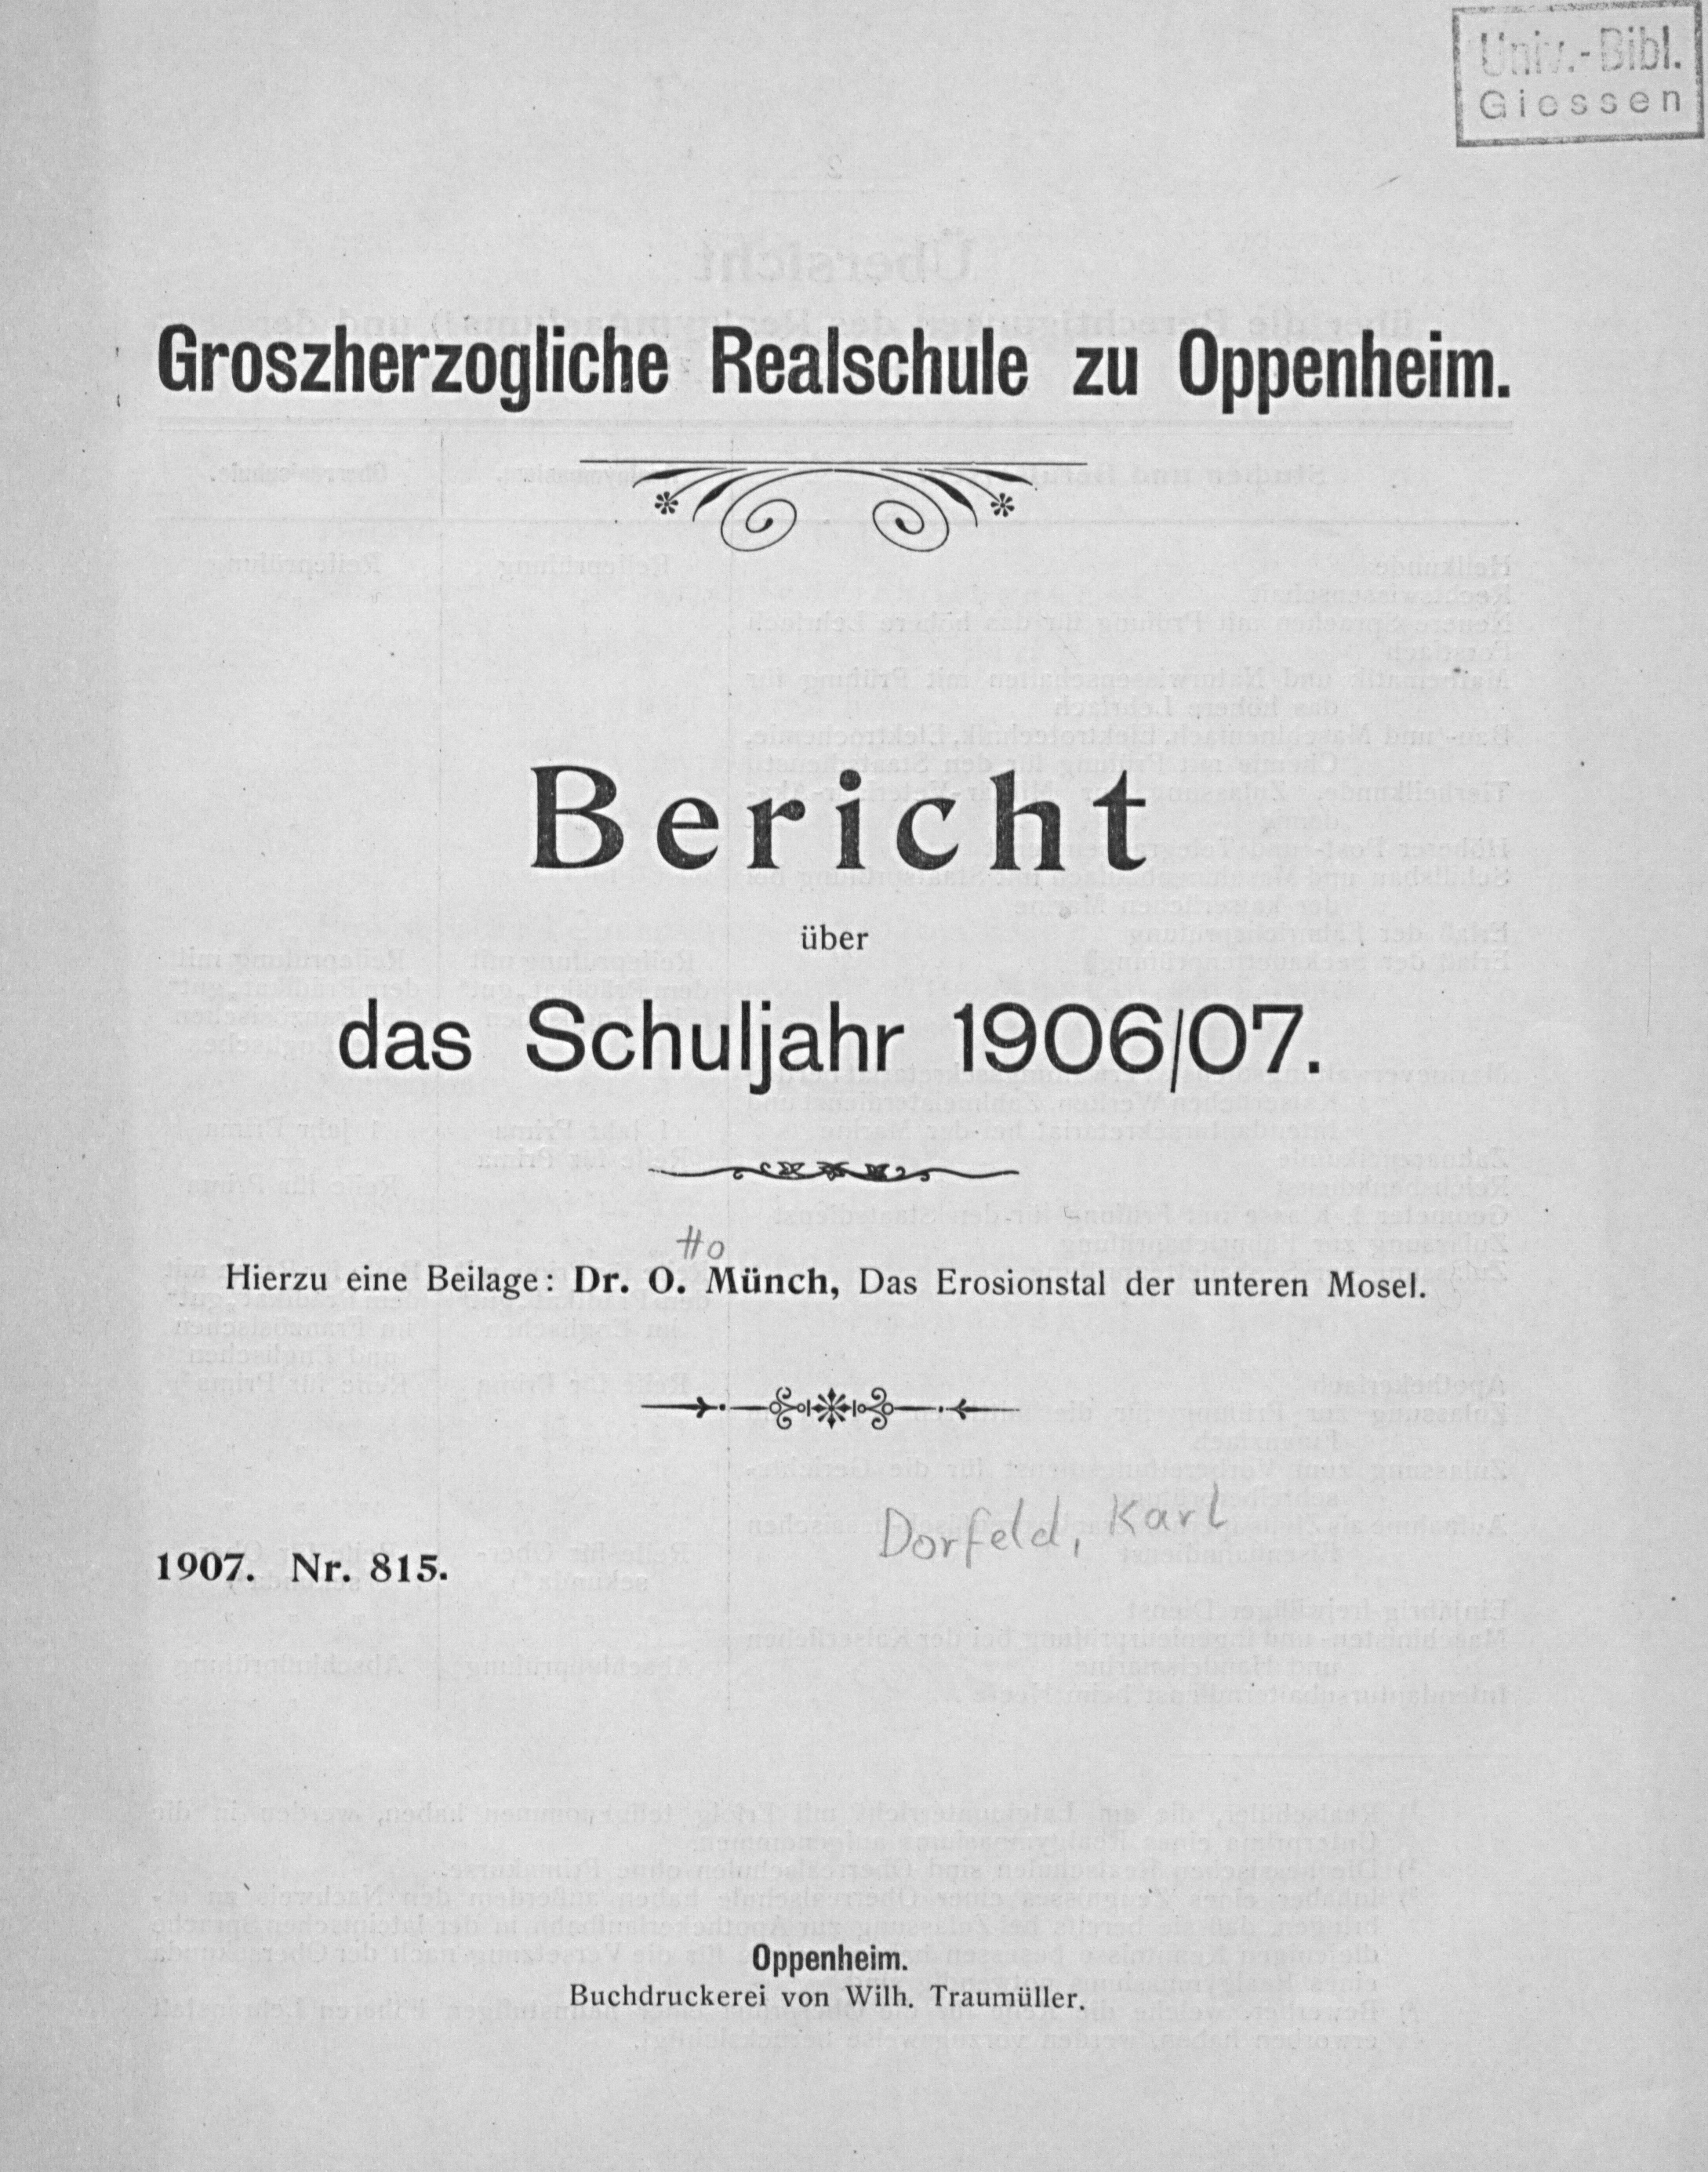 Univ.-Bibl.
Giessen
Groszherzogliche Realschule zu Oppenheim.
Bericht
über
das Schuljahr 1906/07.
tto
Hierzu eine Beilage: Dr. O. Münch, Das Erosionstal der unteren Mosel.
Dorfeld, Karl
1907. Nr. 815.
Oppenheim.
Buchdruckerei von Wilh. Traumüller.